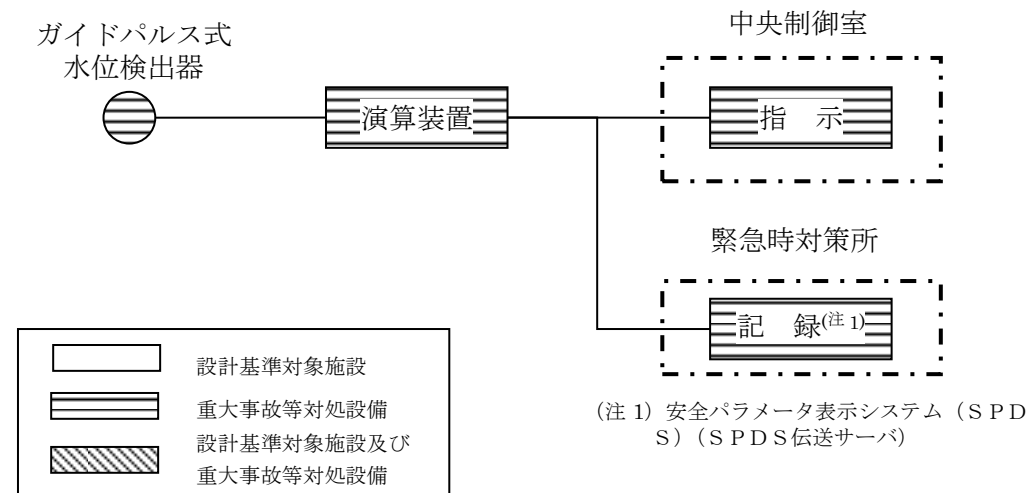 ガイドパルス式
水位検出器
演算装置
中央制御室
指　示
緊急時対策所
記　録(注 1)
設計基準対象施設
重大事故等対処設備
設計基準対象施設及び
重大事故等対処設備
(注 1) 安全パラメータ表示システム（ＳＰＤ
Ｓ）（ＳＰＤＳ伝送サーバ）